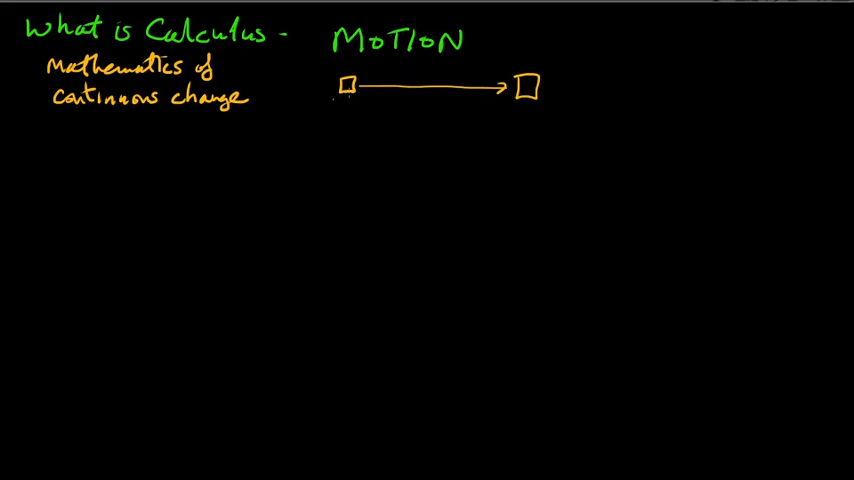 What is Calculus -
MOTION
Mathematics of
continuous change